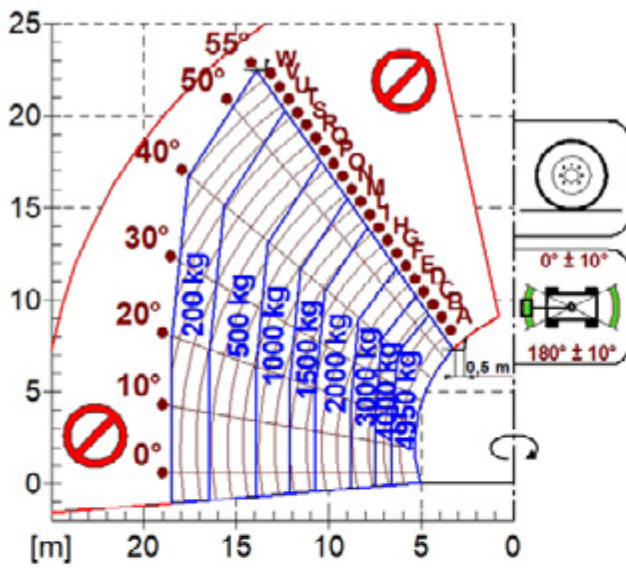 25
20
15
10
5
0
[m]
20
15
10
5
0
55°
50°
40°
30°
20°
10°
0°
W
V
U
T
S
R
Q
P
O
N
M
L
I
H
G
F
E
D
C
B
A
200 kg
500 kg
1000 kg
1500 kg
2000 kg
3000 kg
4000 kg
4950 kg
0,5 m
0° ± 10°
180° ± 10°